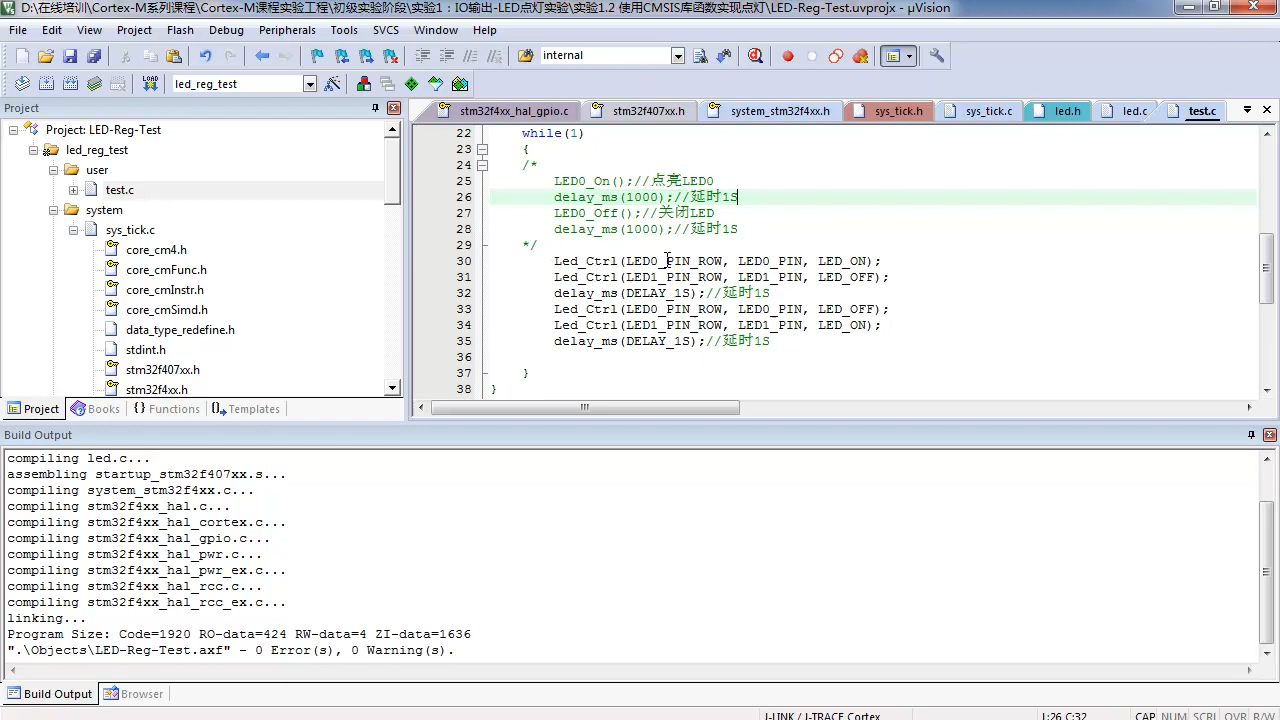 D:\在线培训\Cortex-M系列课程\Cortex-M课程实验工程\初级实验阶段\实验1：IO输出-LED点灯实验\实验1.2 使用CMSIS库函数实现点灯\LED-Reg-Test.uvprojx - µVision
File Edit View Project Flash Debug Peripherals Tools SVCS Window Help
internal
LOAD led_reg_test
Project
stm32f4xx_hal_gpio.c stm32f407xx.h system_stm32f4xx.h sys_tick.h sys_tick.c led.h led.c test.c
Project: LED-Reg-Test
led_reg_test
user
test.c
system
sys_tick.c
core_cm4.h
core_cmFunc.h
core_cmInstr.h
core_cmSimd.h
data_type_redefine.h
stdint.h
stm32f407xx.h
stm32f4xx.h
Project Books {} Functions Templates
22 while(1)
23 {
24 /*
25 LED0_On();//点亮LED0
26 delay_ms(1000);//延时1S
27 LED0_Off();//关闭LED
28 delay_ms(1000);//延时1S
29 */
30 Led_Ctrl(LED0_PIN_ROW, LED0_PIN, LED_ON);
31 Led_Ctrl(LED1_PIN_ROW, LED1_PIN, LED_OFF);
32 delay_ms(DELAY_1S);//延时1S
33 Led_Ctrl(LED0_PIN_ROW, LED0_PIN, LED_OFF);
34 Led_Ctrl(LED1_PIN_ROW, LED1_PIN, LED_ON);
35 delay_ms(DELAY_1S);//延时1S
36
37 }
38 }
Build Output
compiling led.c...
assembling startup_stm32f407xx.s...
compiling system_stm32f4xx.c...
compiling stm32f4xx_hal.c...
compiling stm32f4xx_hal_cortex.c...
compiling stm32f4xx_hal_gpio.c...
compiling stm32f4xx_hal_pwr.c...
compiling stm32f4xx_hal_pwr_ex.c...
compiling stm32f4xx_hal_rcc.c...
compiling stm32f4xx_hal_rcc_ex.c...
linking...
Program Size: Code=1920 RO-data=424 RW-data=4 ZI-data=1636
".\Objects\LED-Reg-Test.axf" - 0 Error(s), 0 Warning(s).
Build Output Browser
J-LINK / J-TRACE Cortex L:26 C:32 CAP NUM SCRL OVR R/W